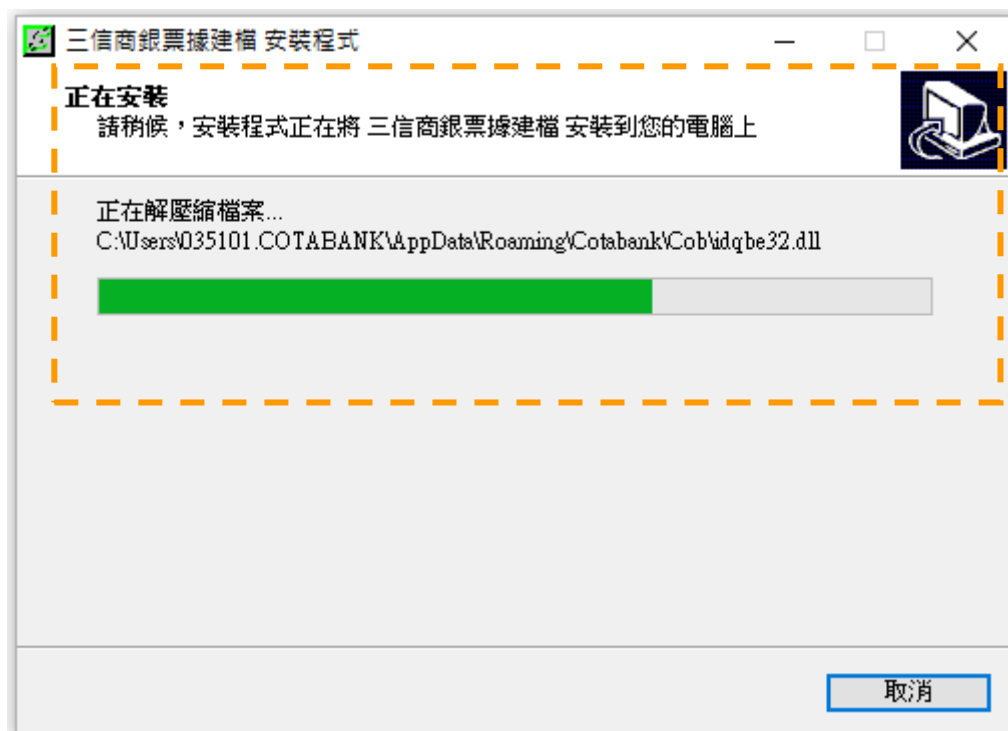 三信商銀票據建檔 安裝程式
正在安裝
請稍候，安裝程式正在將 三信商銀票據建檔 安裝到您的電腦上
正在解壓縮檔案...
C:\Users\035101.COTABANK\AppData\Roaming\Cotabank\Cob\idqbe32.dll
取消